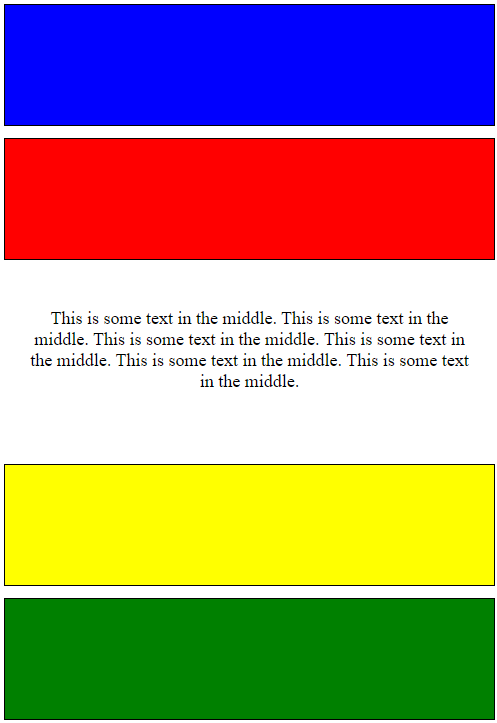 This is some text in the middle. This is some text in the
middle. This is some text in the middle. This is some text in
the middle. This is some text in the middle. This is some text
in the middle.